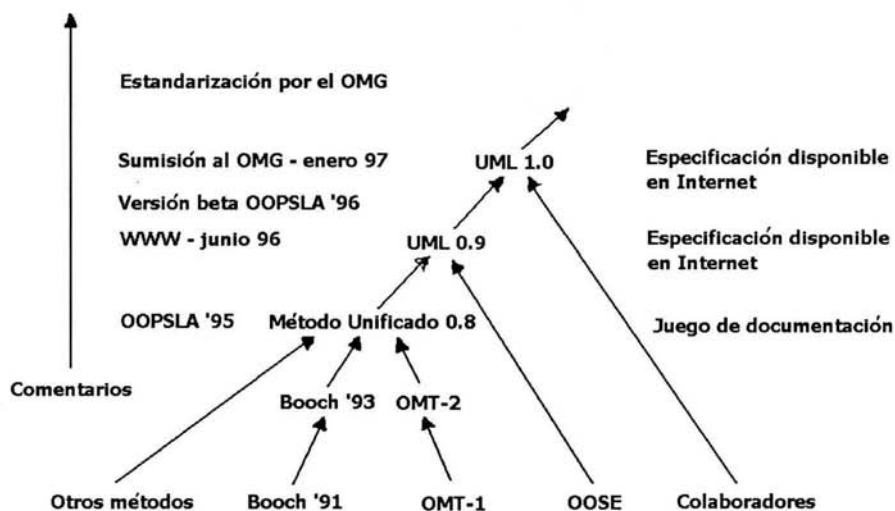 Estandarización por el OMG
Sumisión al OMG - enero 97
UML 1.0
Especificación disponible
en Internet
Versión beta OOPSLA '96
WWW - junio 96
UML 0.9
Especificación disponible
en Internet
OOPSLA '95
Método Unificado 0.8
Juego de documentación
Comentarios
Booch '93
OMT-2
Otros métodos
Booch '91
OMT-1
OOSE
Colaboradores